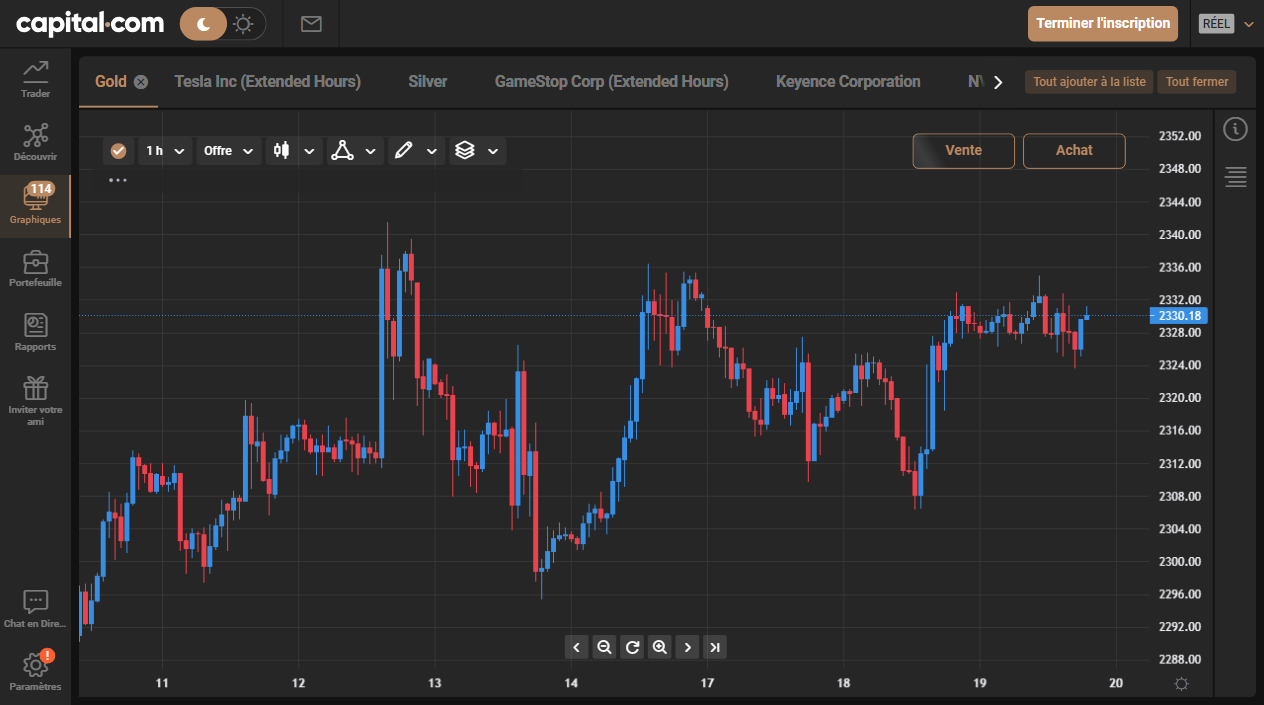 capital.com
Terminer l'inscription
RÉEL
Trader
Découvrir
114
Graphiques
Portefeuille
Rapports
Inviter votre
ami
Chat en Dire...
!
Paramètres
Gold
Tesla Inc (Extended Hours)
Silver
GameStop Corp (Extended Hours)
Keyence Corporation
Tout ajouter à la liste
Tout fermer
1 h
Offre
Vente
Achat
2352.00
2348.00
2344.00
2340.00
2336.00
2332.00
2330.18
2328.00
2324.00
2320.00
2316.00
2312.00
2308.00
2304.00
2300.00
2296.00
2292.00
2288.00
11
12
13
14
17
18
19
20